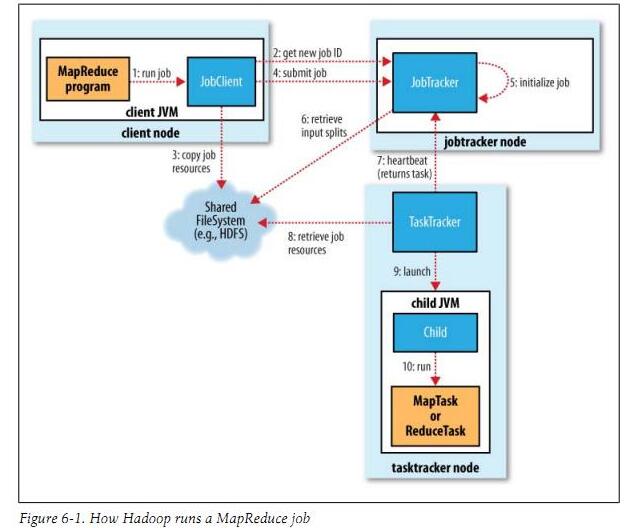 MapReduce
program
1: run job
JobClient
client JVM
client node
2: get new job ID
4: submit job
JobTracker
5: initialize job
jobtracker node
3: copy job
resources
6: retrieve
input splits
7: heartbeat
(returns task)
Shared
FileSystem
(e.g., HDFS)
8: retrieve job
resources
TaskTracker
9: launch
child JVM
Child
10: run
MapTask
or
ReduceTask
tasktracker node
Figure 6-1. How Hadoop runs a MapReduce job